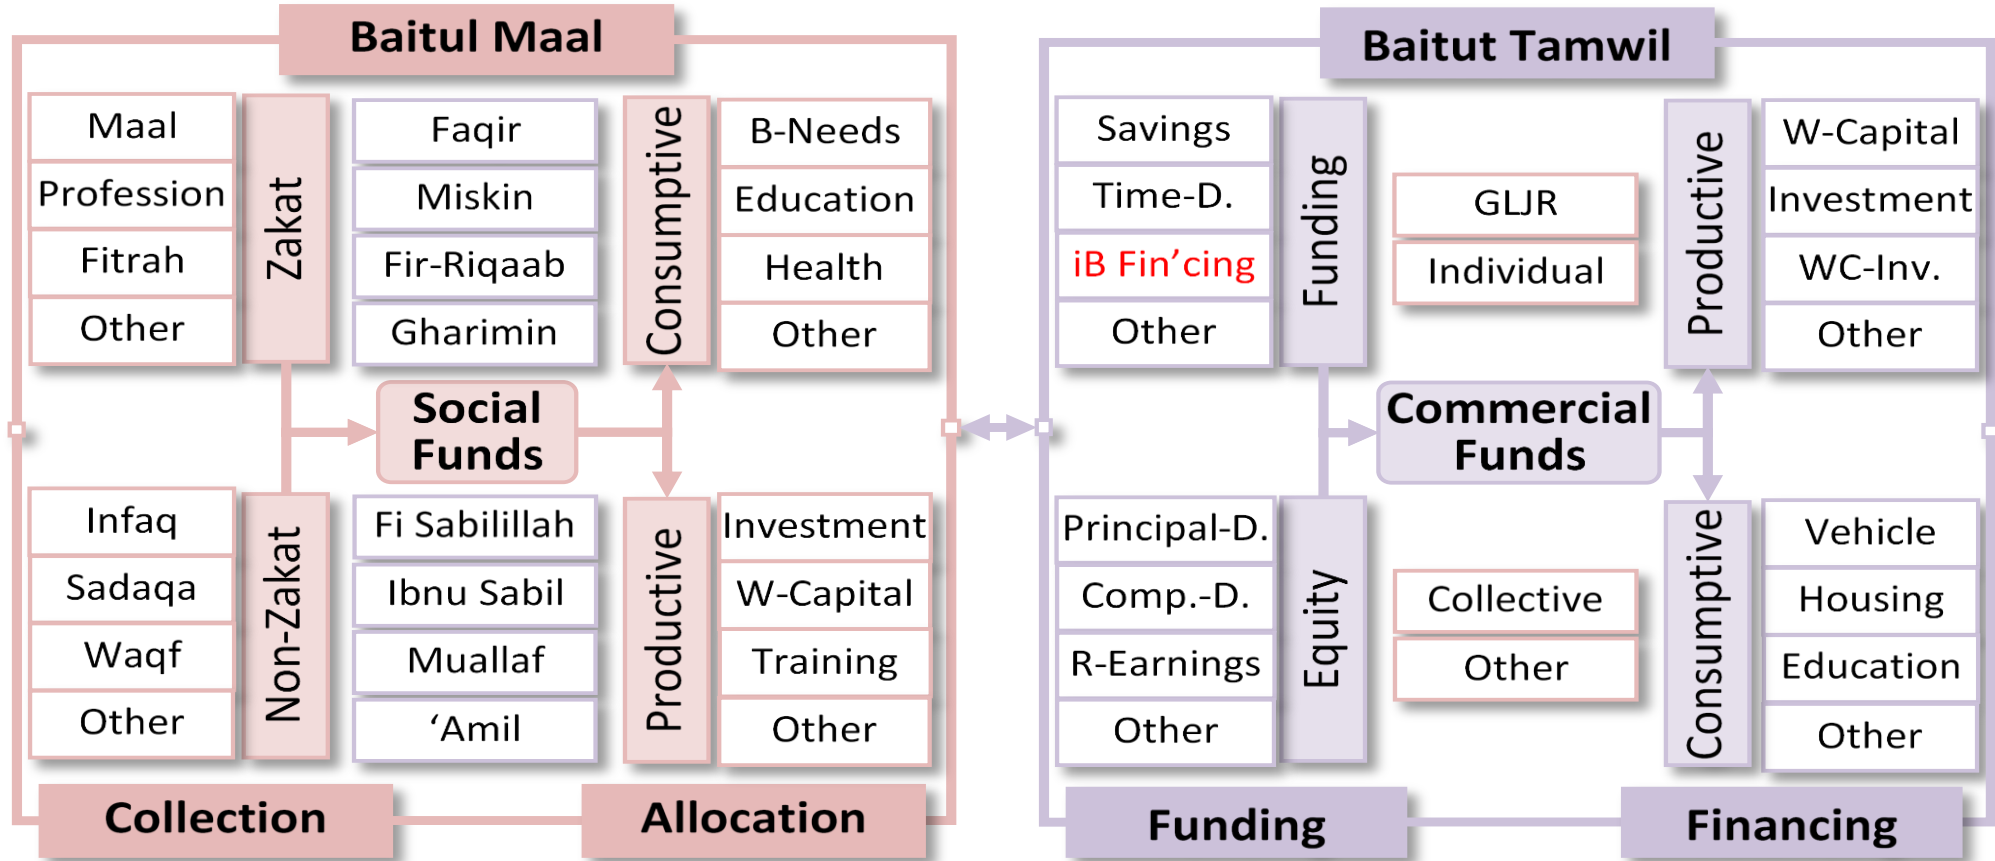 Baitul Maal
Maal
Profession
Fitrah
Other
Zakat
Faqir
Miskin
Fir-Riqaab
Gharimin
Consumptive
B-Needs
Education
Health
Other
Social
Funds
Infaq
Sadaqa
Waqf
Other
Non-Zakat
Fi Sabilillah
Ibnu Sabil
Muallaf
‘Amil
Productive
Investment
W-Capital
Training
Other
Collection
Allocation
Baitut Tamwil
Savings
Time-D.
iB Fin’cing
Other
Funding
GLJR
Individual
Productive
W-Capital
Investment
WC-Inv.
Other
Commercial
Funds
Principal-D.
Comp.-D.
R-Earnings
Other
Equity
Collective
Other
Consumptive
Vehicle
Housing
Education
Other
Funding
Financing